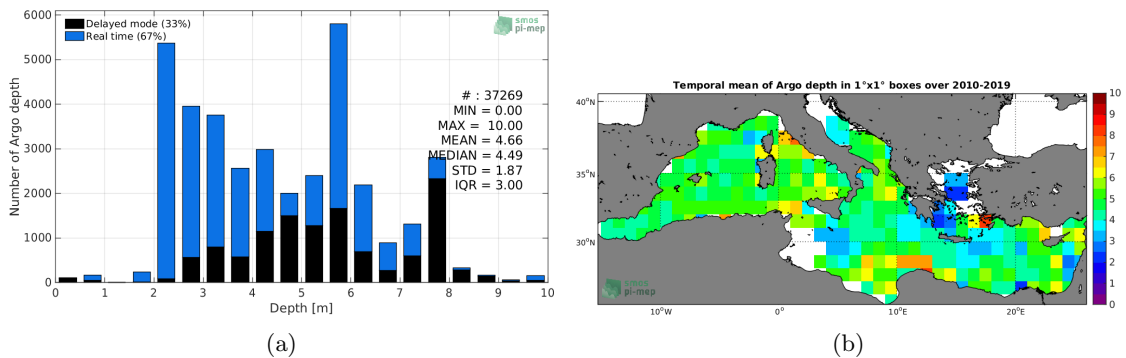 Delayed mode (33%)
Real time (67%)
smos
pi-mep
6000
5000
4000
3000
2000
1000
0
Number of Argo depth
# : 37269
MIN = 0.00
MAX = 10.00
MEAN = 4.66
MEDIAN = 4.49
STD = 1.87
IQR = 3.00
0 1 2 3 4 5 6 7 8 9 10
Depth [m]
(a)
Temporal mean of Argo depth in 1°x1° boxes over 2010-2019
40°N
35°N
30°N
10°W 0° 10°E 20°E
10
9
8
7
6
5
4
3
2
1
0
smos
pi-mep
(b)